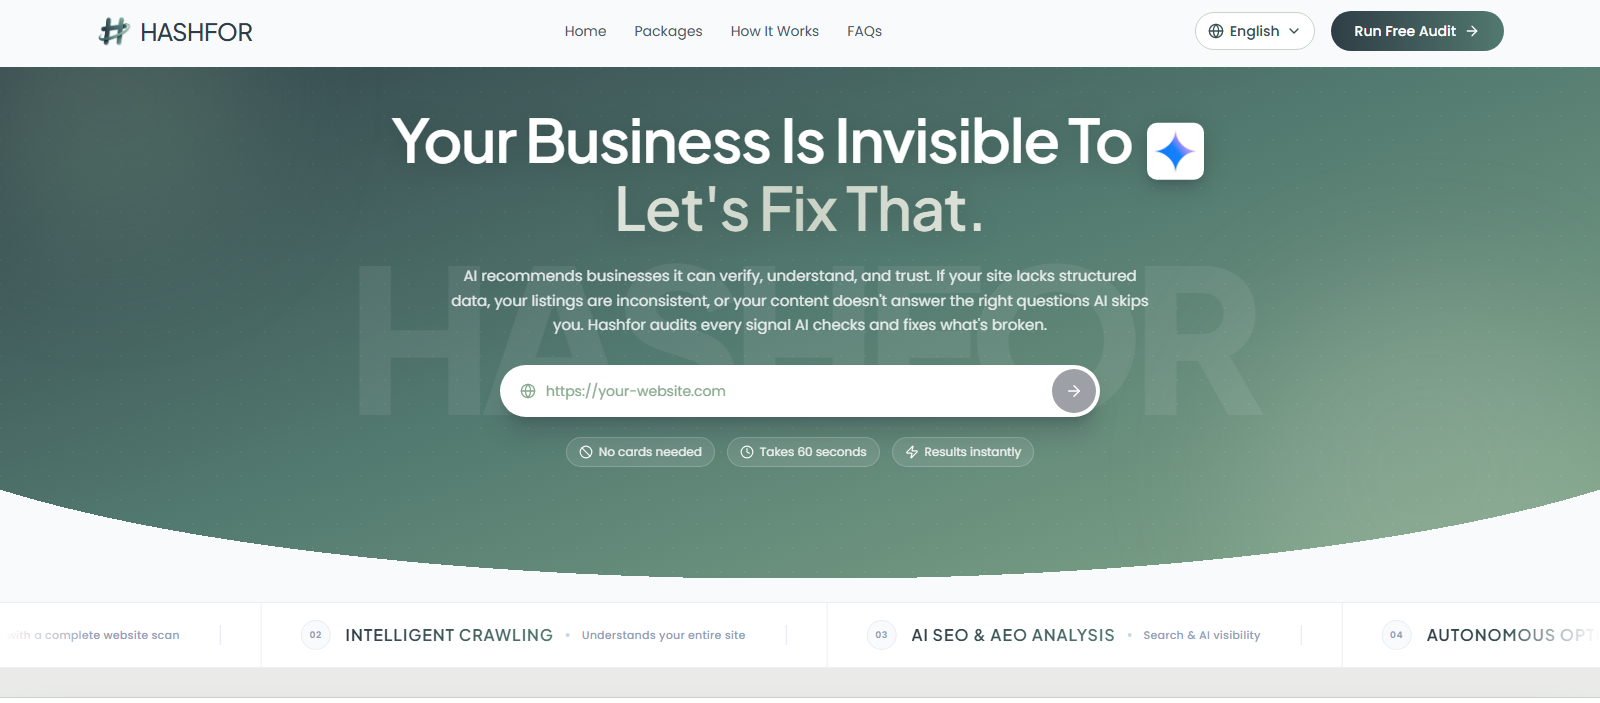 HASHFOR
Home
Packages
How It Works
FAQs
English
Run Free Audit
Your Business Is Invisible To
Let's Fix That.
HASHFOR
AI recommends businesses it can verify, understand, and trust. If your site lacks structured
data, your listings are inconsistent, or your content doesn't answer the right questions AI skips
you. Hashfor audits every signal AI checks and fixes what's broken.
https://your-website.com
No cards needed
Takes 60 seconds
Results instantly
with a complete website scan
02 INTELLIGENT CRAWLING • Understands your entire site
03 AI SEO & AEO ANALYSIS • Search & AI visibility
04 AUTONOMOUS OPT